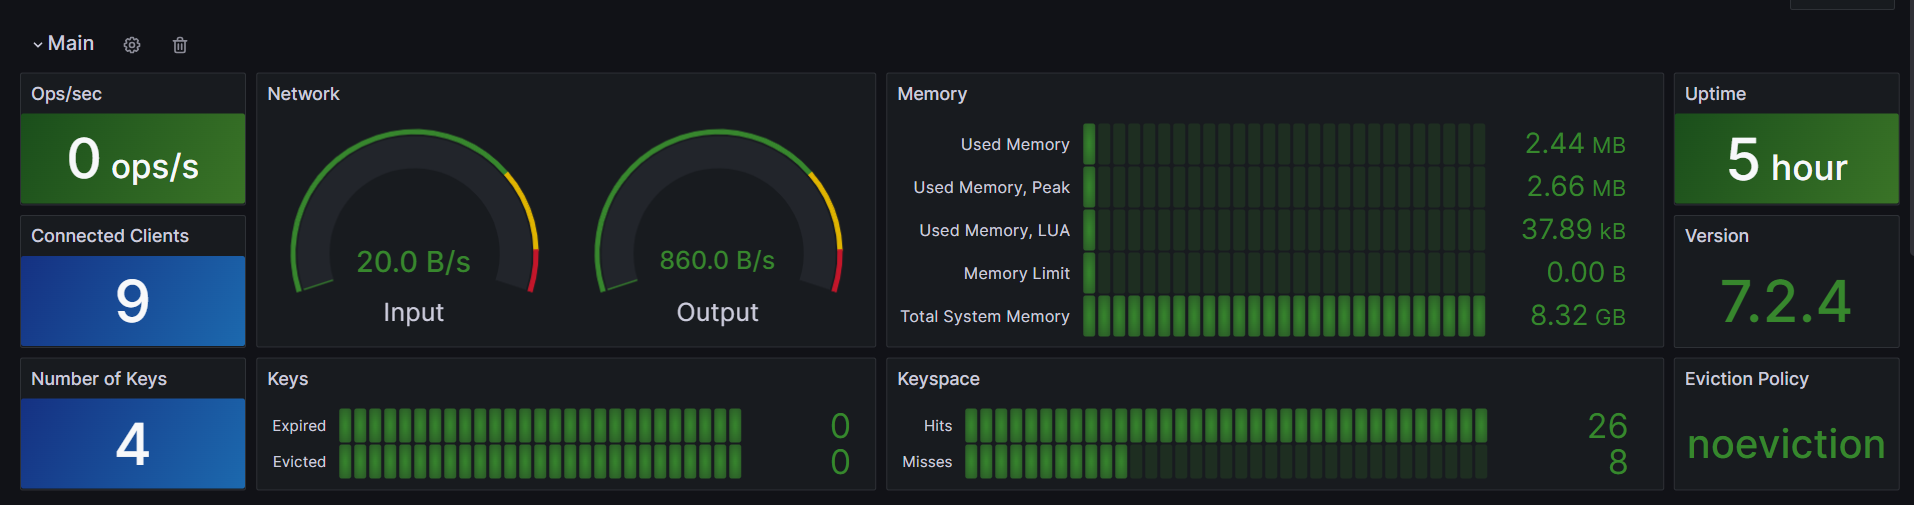 Main
Ops/sec
0 ops/s
Connected Clients
9
Number of Keys
4
Network
20.0 B/s
Input
860.0 B/s
Output
Memory
Used Memory 2.44 MB
Used Memory, Peak 2.66 MB
Used Memory, LUA 37.89 kB
Memory Limit 0.00 B
Total System Memory 8.32 GB
Uptime
5 hour
Version
7.2.4
Keys
Expired 0
Evicted 0
Keyspace
Hits 26
Misses 8
Eviction Policy
noeviction